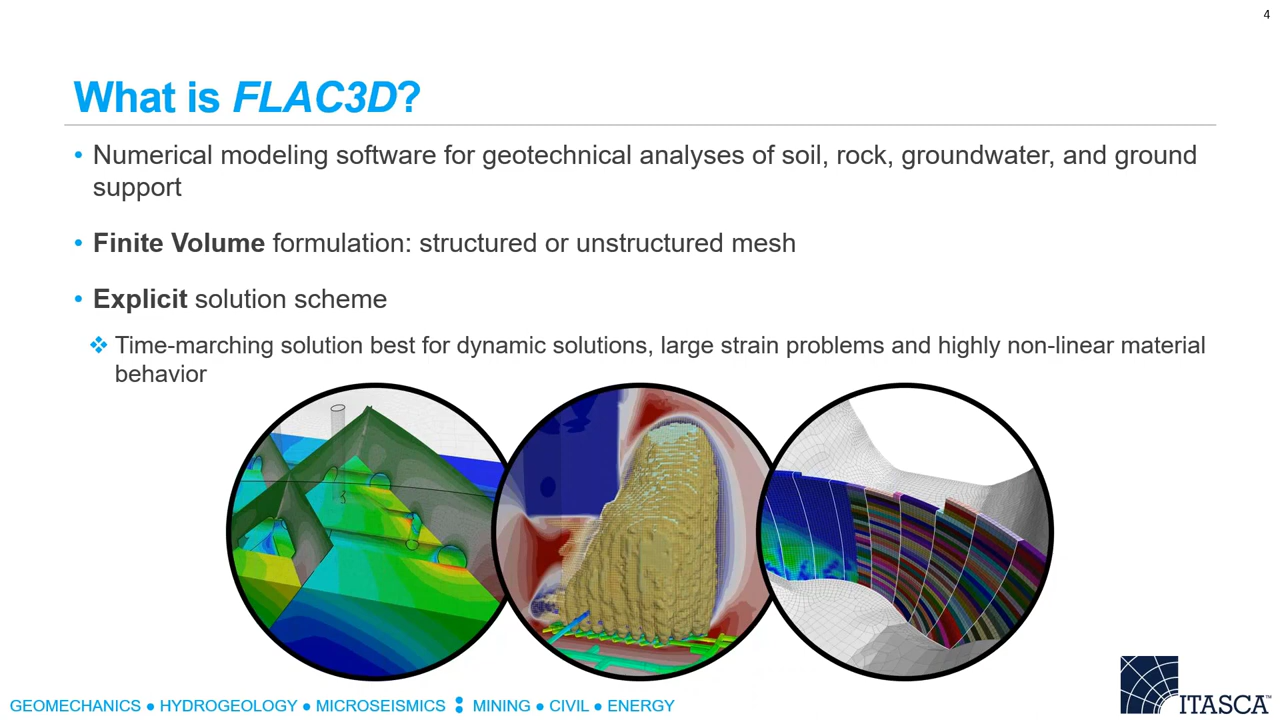 4
What is FLAC3D?
• Numerical modeling software for geotechnical analyses of soil, rock, groundwater, and ground
support
• Finite Volume formulation: structured or unstructured mesh
• Explicit solution scheme
❖ Time-marching solution best for dynamic solutions, large strain problems and highly non-linear material
behavior
GEOMECHANICS ● HYDROGEOLOGY ● MICROSEISMICS : MINING ● CIVIL ● ENERGY
ITASCA™